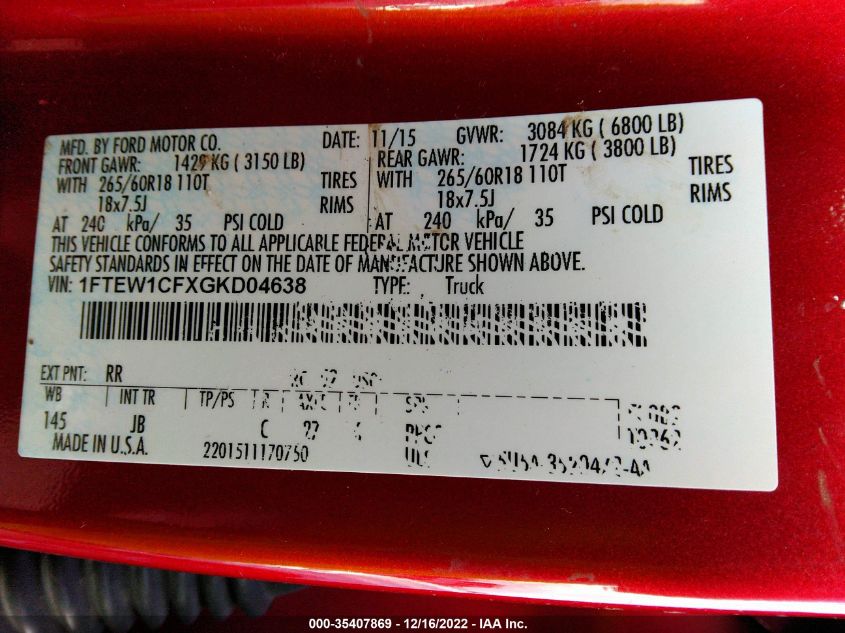 MFD. BY FORD MOTOR CO. DATE: 11/15 GVWR: 3084 KG ( 6800 LB)
FRONT GAWR: 1429 KG ( 3150 LB) REAR GAWR: 1724 KG ( 3800 LB)
WITH 265/60R18 110T TIRES WITH 265/60R18 110T TIRES
18x7.5J RIMS 18x7.5J RIMS
AT 240 kPa/ 35 PSI COLD AT 240 kPa/ 35 PSI COLD
THIS VEHICLE CONFORMS TO ALL APPLICABLE FEDERAL MOTOR VEHICLE
SAFETY STANDARDS IN EFFECT ON THE DATE OF MANUFACTURE SHOWN ABOVE.
VIN: 1FTEW1CFXGKD04638 TYPE: Truck
EXT PNT: RR
WB INT TR TP/PS R AXLE
145 JB C 27
MADE IN U.S.A. 2201511170750
000-35407869 - 12/16/2022 - IAA Inc.